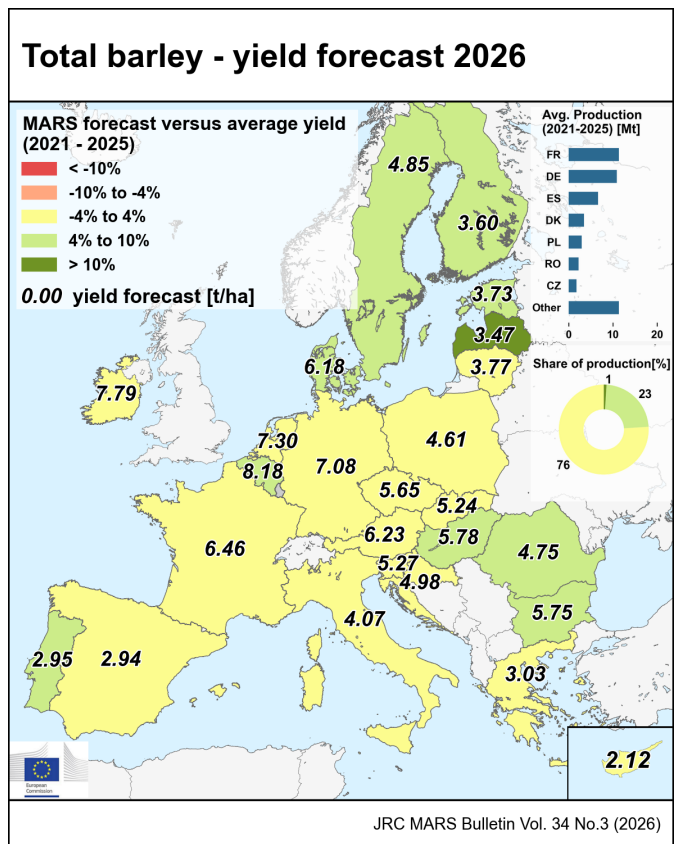 Total barley - yield forecast 2026
MARS forecast versus average yield
(2021 - 2025)
< -10%
-10% to -4%
-4% to 4%
4% to 10%
> 10%
0.00 yield forecast [t/ha]
Avg. Production
(2021-2025) [Mt]
FR
DE
ES
DK
PL
RO
CZ
Other
0 10 20
Share of production[%]
1
23
76
4.85
3.60
3.73
3.47
3.77
6.18
7.79
7.30
8.18
7.08
4.61
5.65
5.24
6.23
5.78
6.46
5.27
4.98
4.75
5.75
4.07
2.95 2.94
3.03
2.12
European
Commission
JRC MARS Bulletin Vol. 34 No.3 (2026)